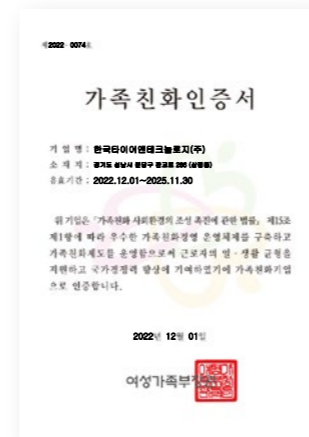 제2022 - 0074호
가족친화인증서
기 업 명 : 한국타이어앤테크놀로지(주)
소 재 지 : 경기도 성남시 분당구 판교로 286 (삼평동)
유효기간 : 2022.12.01~2025.11.30
위 기업은 「가족친화 사회환경의 조성 촉진에 관한 법률」 제15조
제1항에 따라 우수한 가족친화경영 운영체제를 구축하고
가족친화제도를 운영함으로써 근로자의 일 · 생활 균형을
지원하고 국가경쟁력 향상에 기여하였기에 가족친화기업
으로 인증합니다.
2022년 12월 01일
여성가족부장관